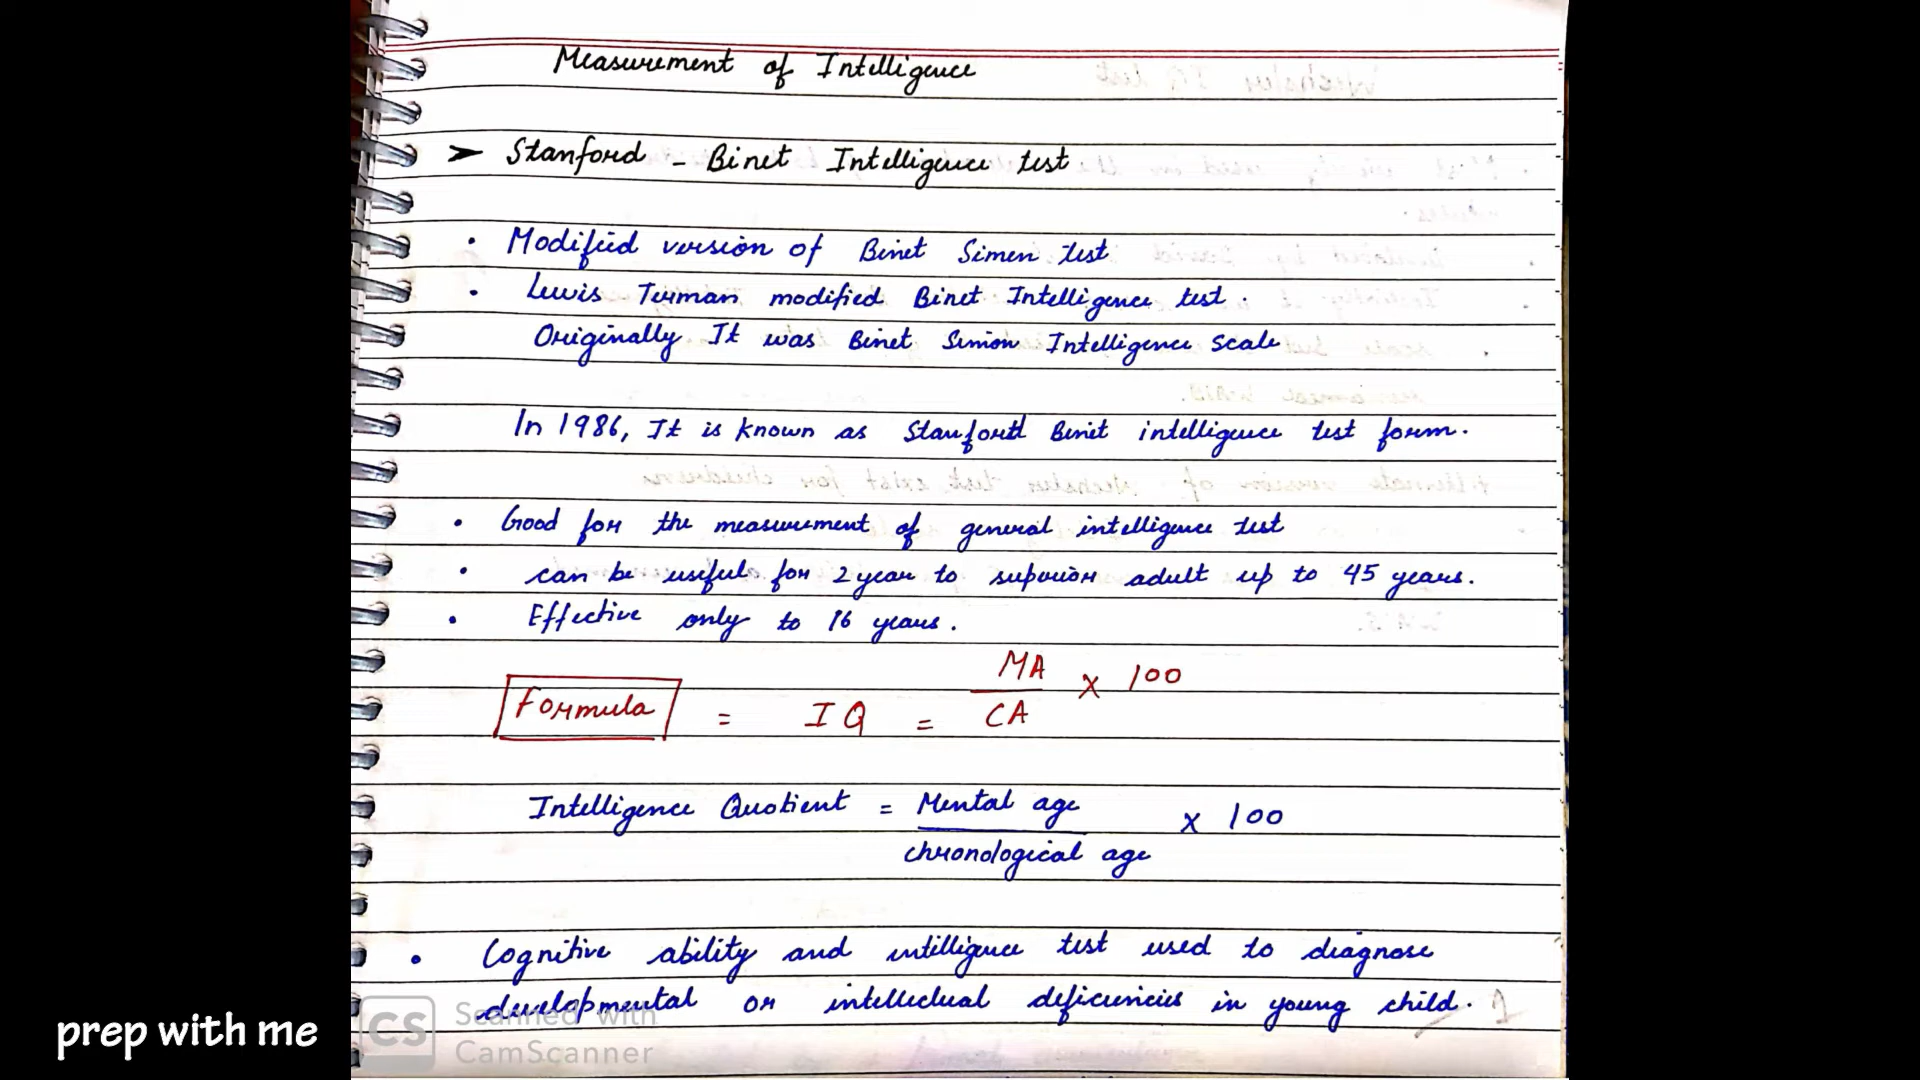 Measurement of Intelligence
➤ Stanford - Binet Intelligence test
• Modified version of Binet Simen test
• Lewis Terman modified Binet Intelligence test.
Originally It was Binet Simon Intelligence scale
In 1986, It is known as Stanford Binet intelligence test form.
• Good for the measurement of general intelligence test
• can be useful for 2 year to superior adult up to 45 years.
• Effective only to 16 years.
Formula = IQ = MA / CA × 100
Intelligence Quotient = Mental age / chronological age × 100
• Cognitive ability and intelligence test used to diagnose
developmental or intellectual deficiencies in young child.
prep with me
CS Scanned with
CamScanner